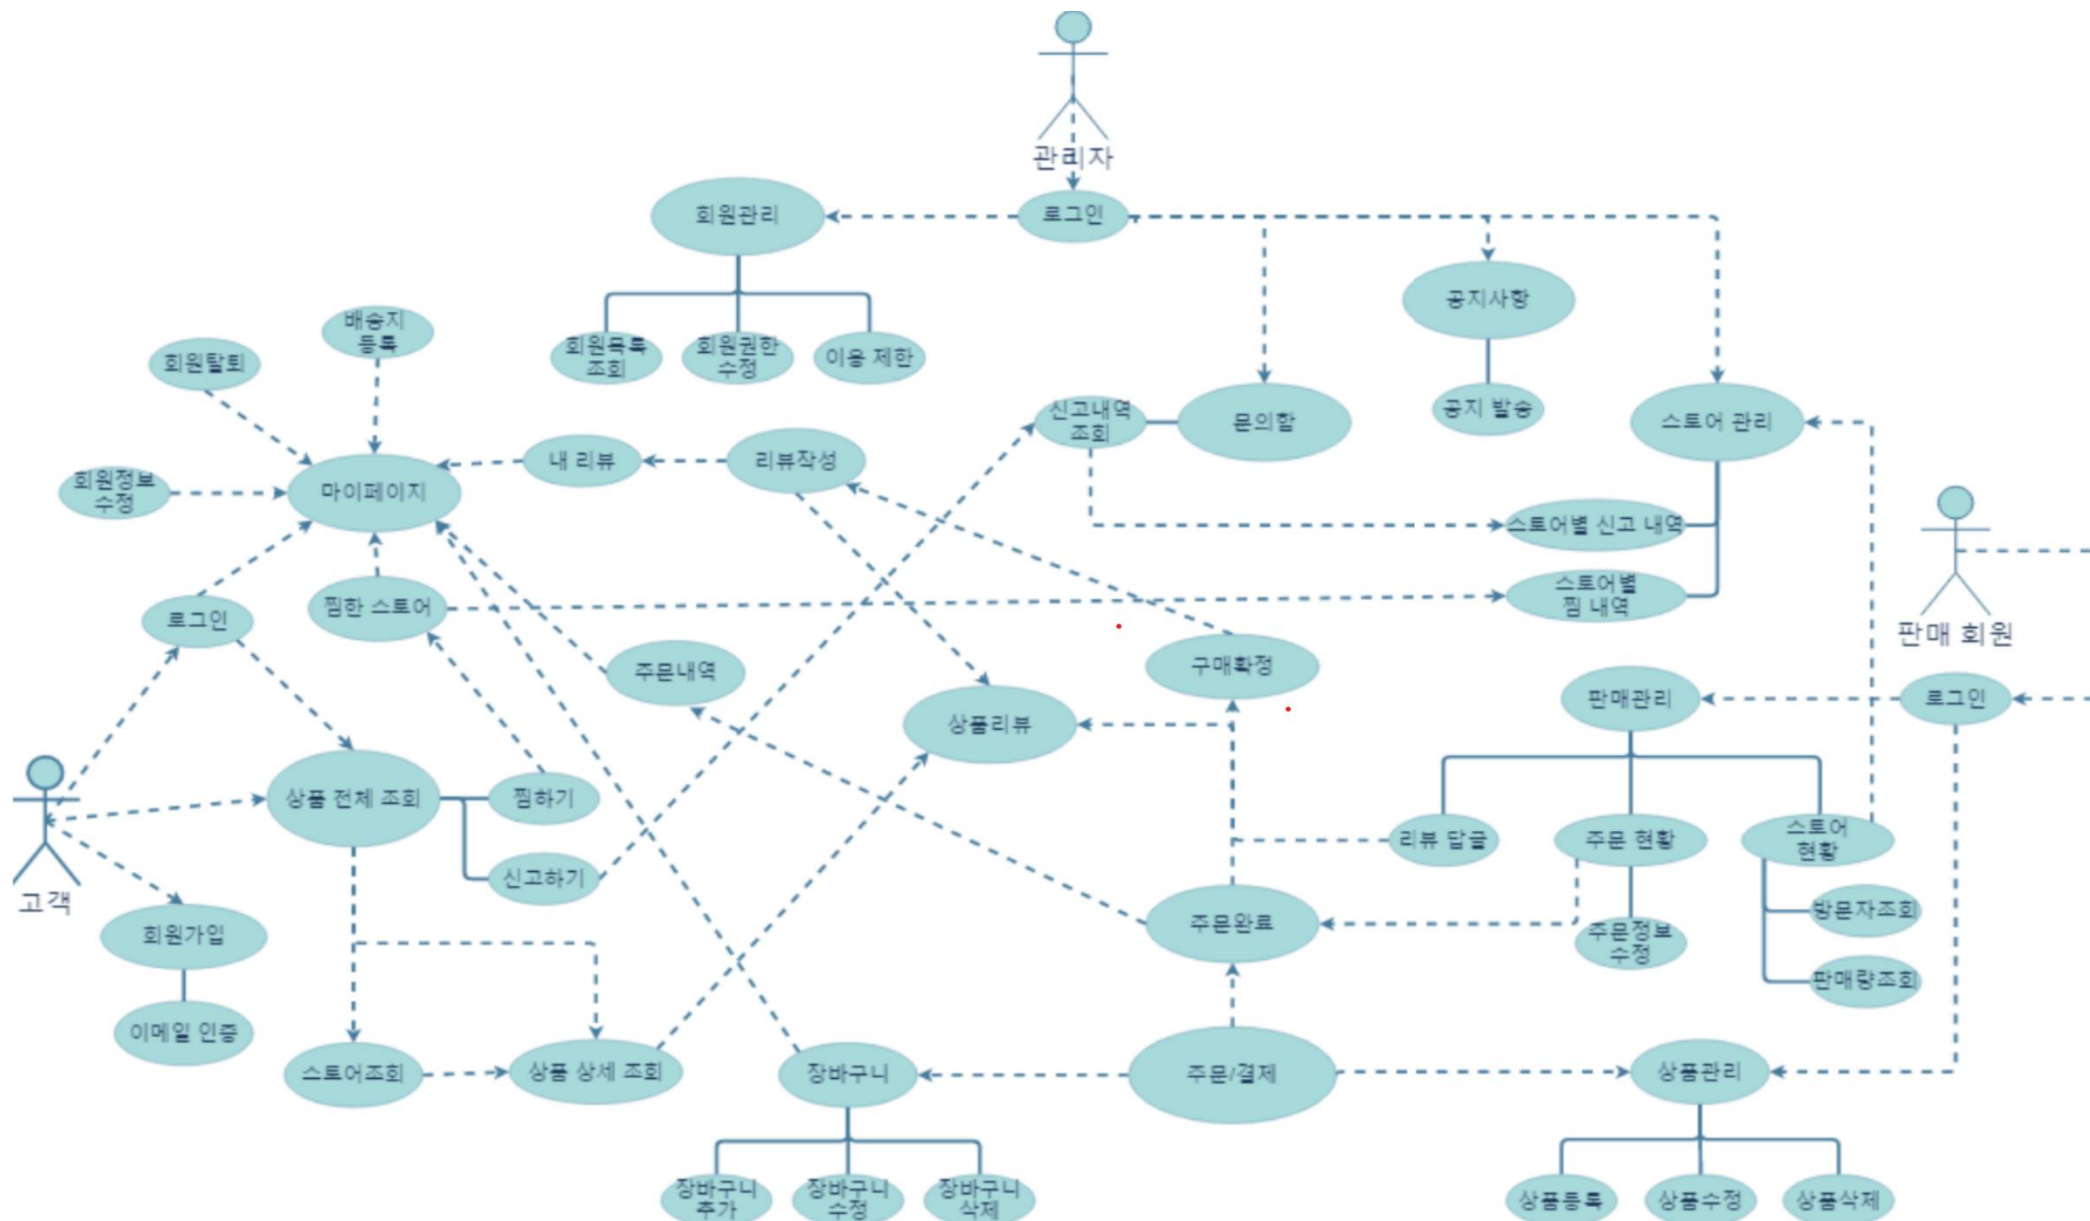 관리자
회원관리
로그인
공지사항
배송지
등록
회원탈퇴
회원목록
조회
회원권한
수정
이용 제한
신고내역
조회
문의함
공지 발송
스토어 관리
내 리뷰
리뷰작성
회원정보
수정
마이페이지
스토어별 신고 내역
스토어별
찜 내역
판매 회원
로그인
찜한 스토어
주문내역
구매확정
판매관리
로그인
상품리뷰
상품 전체 조회
찜하기
신고하기
리뷰 답글
주문 현황
스토어
현황
고객
회원가입
주문완료
주문정보
수정
방문자조회
판매량조회
이메일 인증
스토어조회
상품 상세 조회
장바구니
주문/결제
상품관리
장바구니
추가
장바구니
수정
장바구니
삭제
상품등록
상품수정
상품삭제